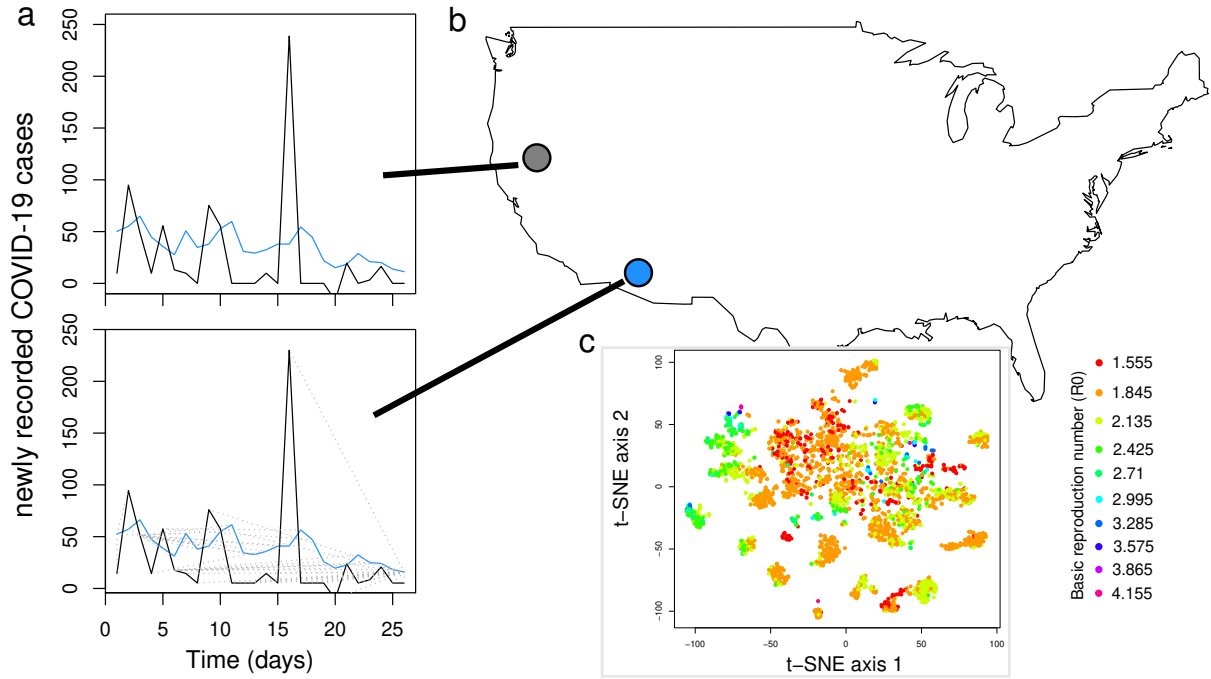 a
newly recorded COVID-19 cases
250
200
150
100
50
0
250
200
150
100
50
0
0 5 10 15 20 25
Time (days)
b
c
t−SNE axis 2
100
50
0
−50
−100
−100 −50 0 50 100
t−SNE axis 1
Basic reproduction number (R0)
1.555
1.845
2.135
2.425
2.71
2.995
3.285
3.575
3.865
4.155